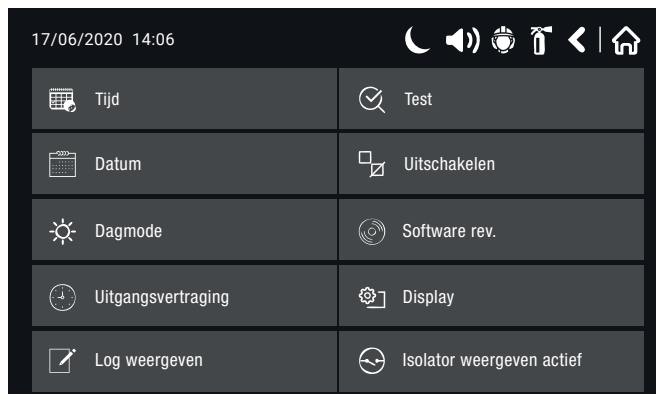 17/06/2020 14:06
Tijd
Test
Datum
Uitschakelen
Dagmode
Software rev.
Uitgangsvertraging
Display
Log weergeven
Isolator weergeven actief